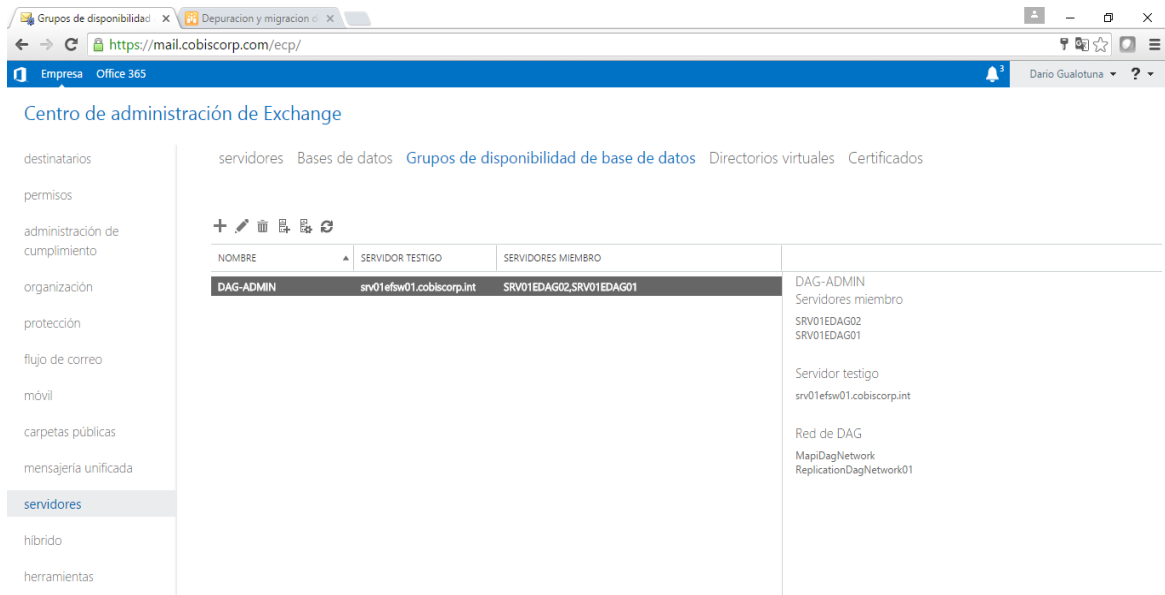 Grupos de disponibilidad
Depuracion y migracion d
https://mail.cobiscorp.com/ecp/
Empresa Office 365
3
Dario Gualotuna
?
Centro de administración de Exchange
destinatarios
permisos
administración de
cumplimiento
organización
protección
flujo de correo
móvil
carpetas públicas
mensajería unificada
servidores
híbrido
herramientas
servidores Bases de datos Grupos de disponibilidad de base de datos Directorios virtuales Certificados
NOMBRE SERVIDOR TESTIGO SERVIDORES MIEMBRO
DAG-ADMIN srv01efsw01.cobiscorp.int SRV01EDAG02,SRV01EDAG01
DAG-ADMIN
Servidores miembro
SRV01EDAG02
SRV01EDAG01
Servidor testigo
srv01efsw01.cobiscorp.int
Red de DAG
MapiDagNetwork
ReplicationDagNetwork01